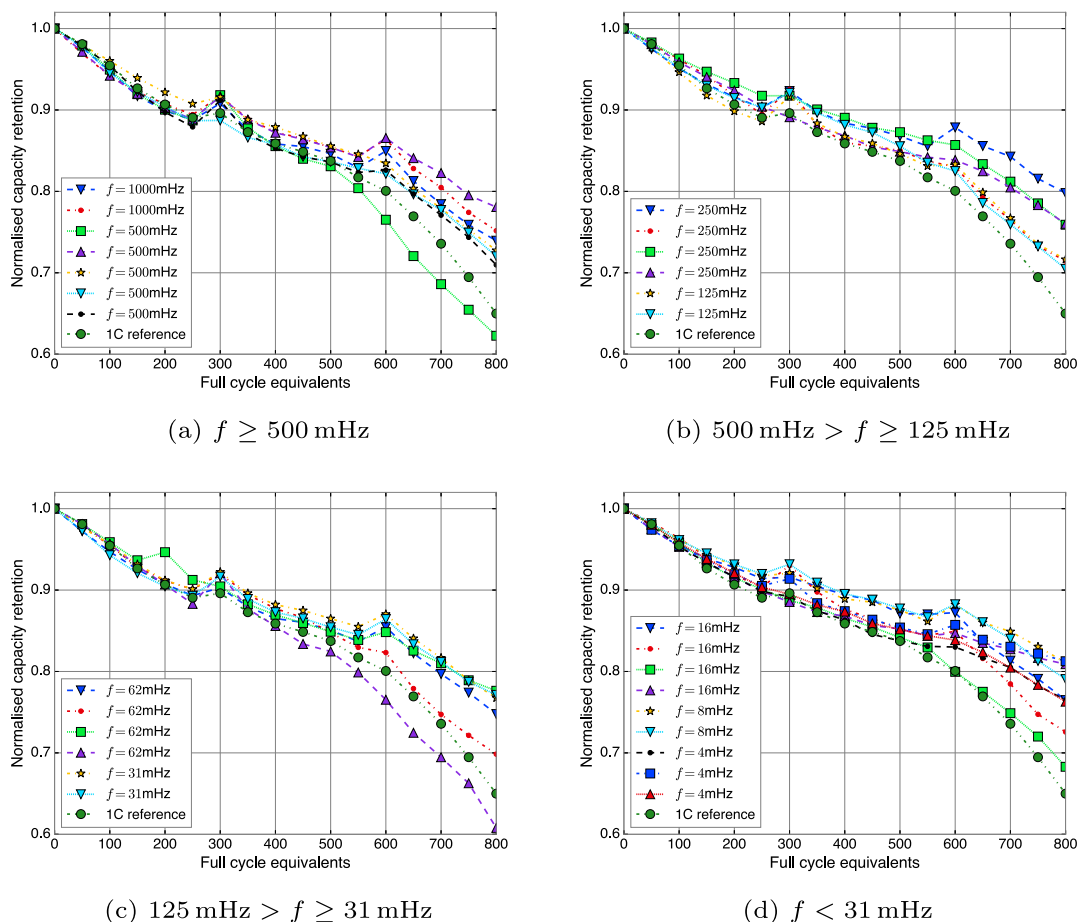 1.0
0.9
0.8
0.7
0.6
Normalised capacity retention
f = 1000mHz
f = 1000mHz
f = 500mHz
f = 500mHz
f = 500mHz
f = 500mHz
f = 500mHz
1C reference
0 100 200 300 400 500 600 700 800
Full cycle equivalents
(a) f ≥ 500 mHz
1.0
0.9
0.8
0.7
0.6
Normalised capacity retention
f = 250mHz
f = 250mHz
f = 250mHz
f = 250mHz
f = 125mHz
f = 125mHz
1C reference
0 100 200 300 400 500 600 700 800
Full cycle equivalents
(b) 500 mHz > f ≥ 125 mHz
1.0
0.9
0.8
0.7
0.6
Normalised capacity retention
f = 62mHz
f = 62mHz
f = 62mHz
f = 62mHz
f = 31mHz
f = 31mHz
1C reference
0 100 200 300 400 500 600 700 800
Full cycle equivalents
(c) 125 mHz > f ≥ 31 mHz
1.0
0.9
0.8
0.7
0.6
Normalised capacity retention
f = 16mHz
f = 16mHz
f = 16mHz
f = 16mHz
f = 8mHz
f = 8mHz
f = 4mHz
f = 4mHz
f = 4mHz
1C reference
0 100 200 300 400 500 600 700 800
Full cycle equivalents
(d) f < 31 mHz